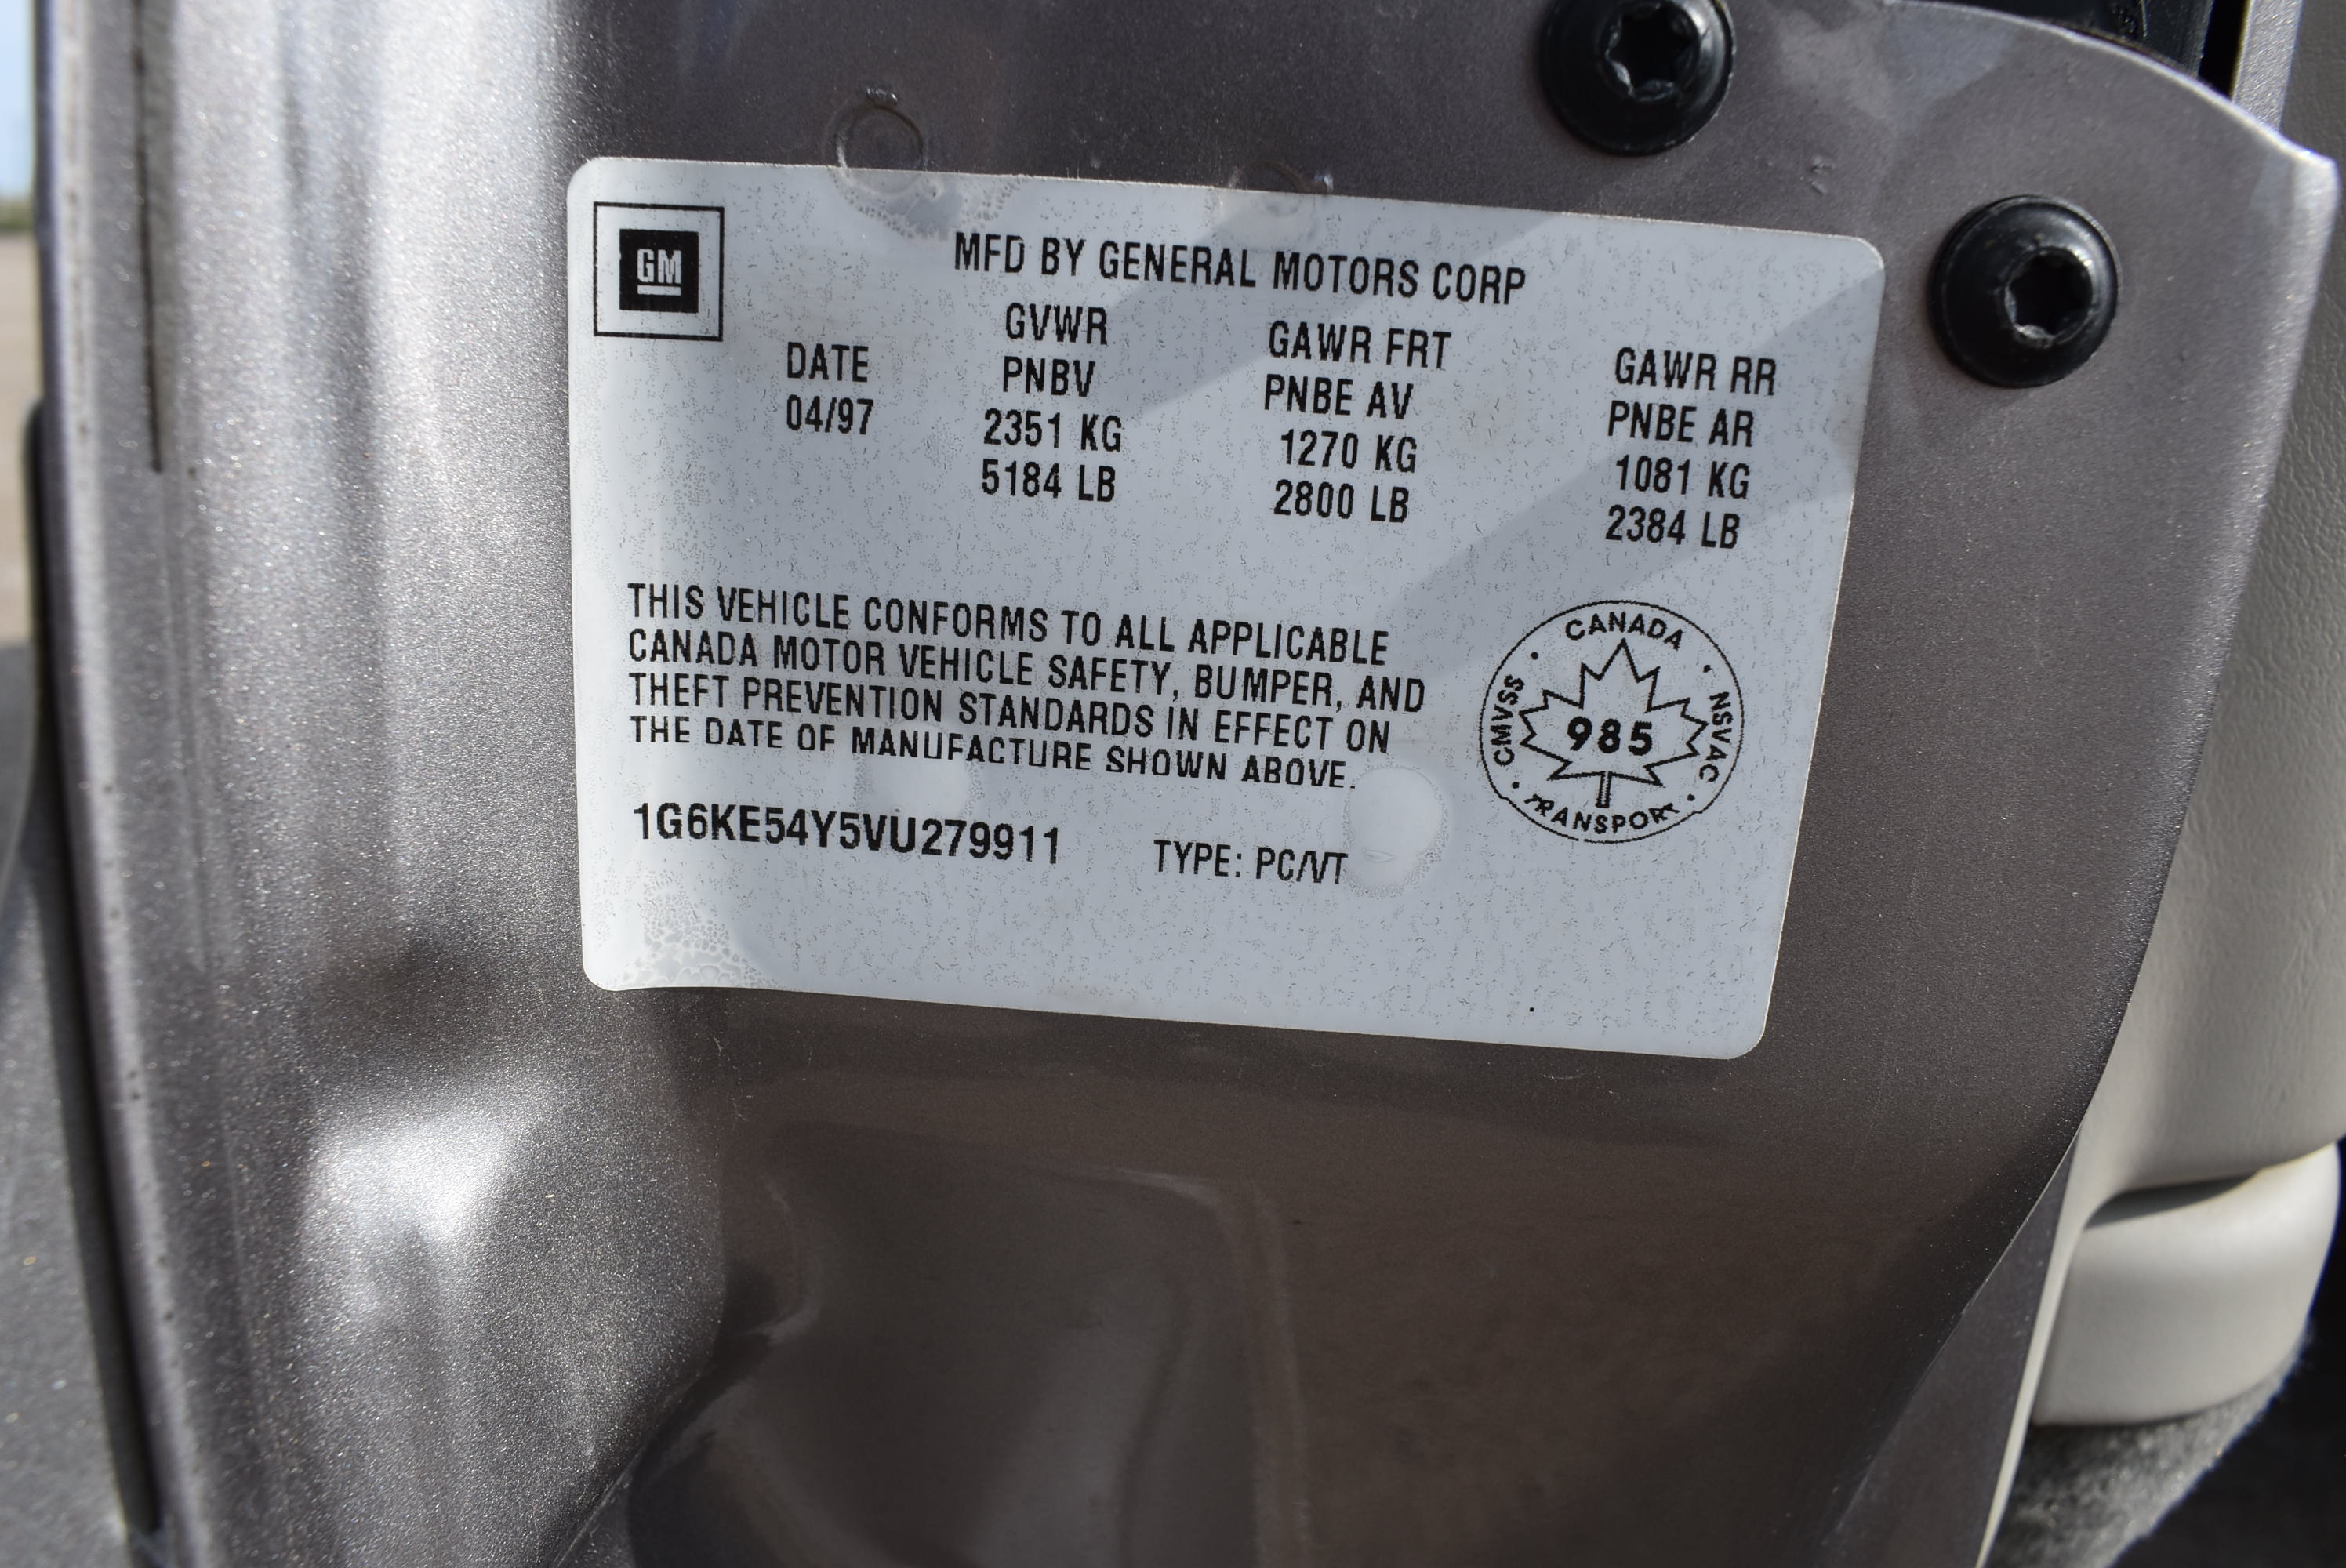 GM
MFD BY GENERAL MOTORS CORP
DATE
04/97
GVWR
PNBV
2351 KG
5184 LB
GAWR FRT
PNBE AV
1270 KG
2800 LB
GAWR RR
PNBE AR
1081 KG
2384 LB
THIS VEHICLE CONFORMS TO ALL APPLICABLE
CANADA MOTOR VEHICLE SAFETY, BUMPER, AND
THEFT PREVENTION STANDARDS IN EFFECT ON
THE DATE OF MANUFACTURE SHOWN ABOVE.
CANADA · NSVAC · TRANSPORT · CMVSS ·
985
1G6KE54Y5VU279911 TYPE: PC/VT